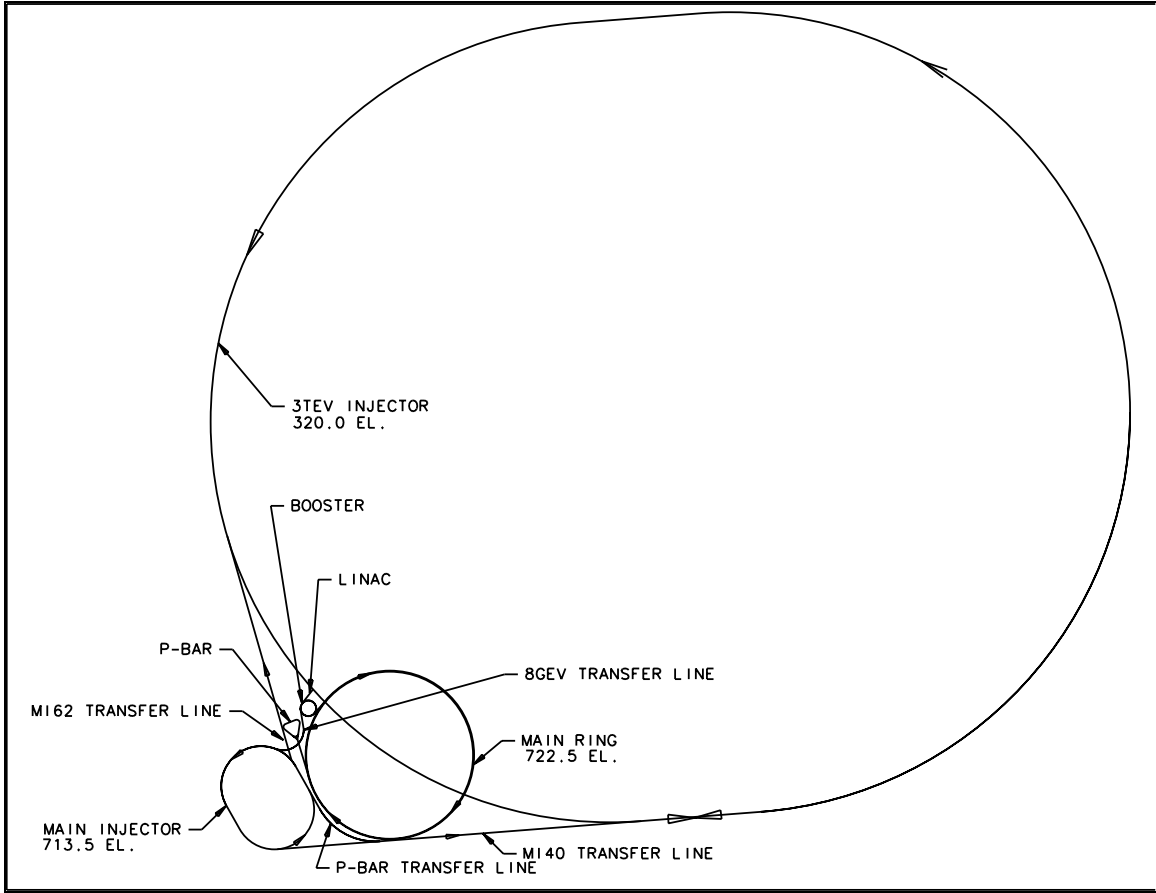 3TEV INJECTOR
320.0 EL.
BOOSTER
LINAC
P-BAR
8GEV TRANSFER LINE
MI62 TRANSFER LINE
MAIN RING
722.5 EL.
MAIN INJECTOR
713.5 EL.
MI40 TRANSFER LINE
P-BAR TRANSFER LINE